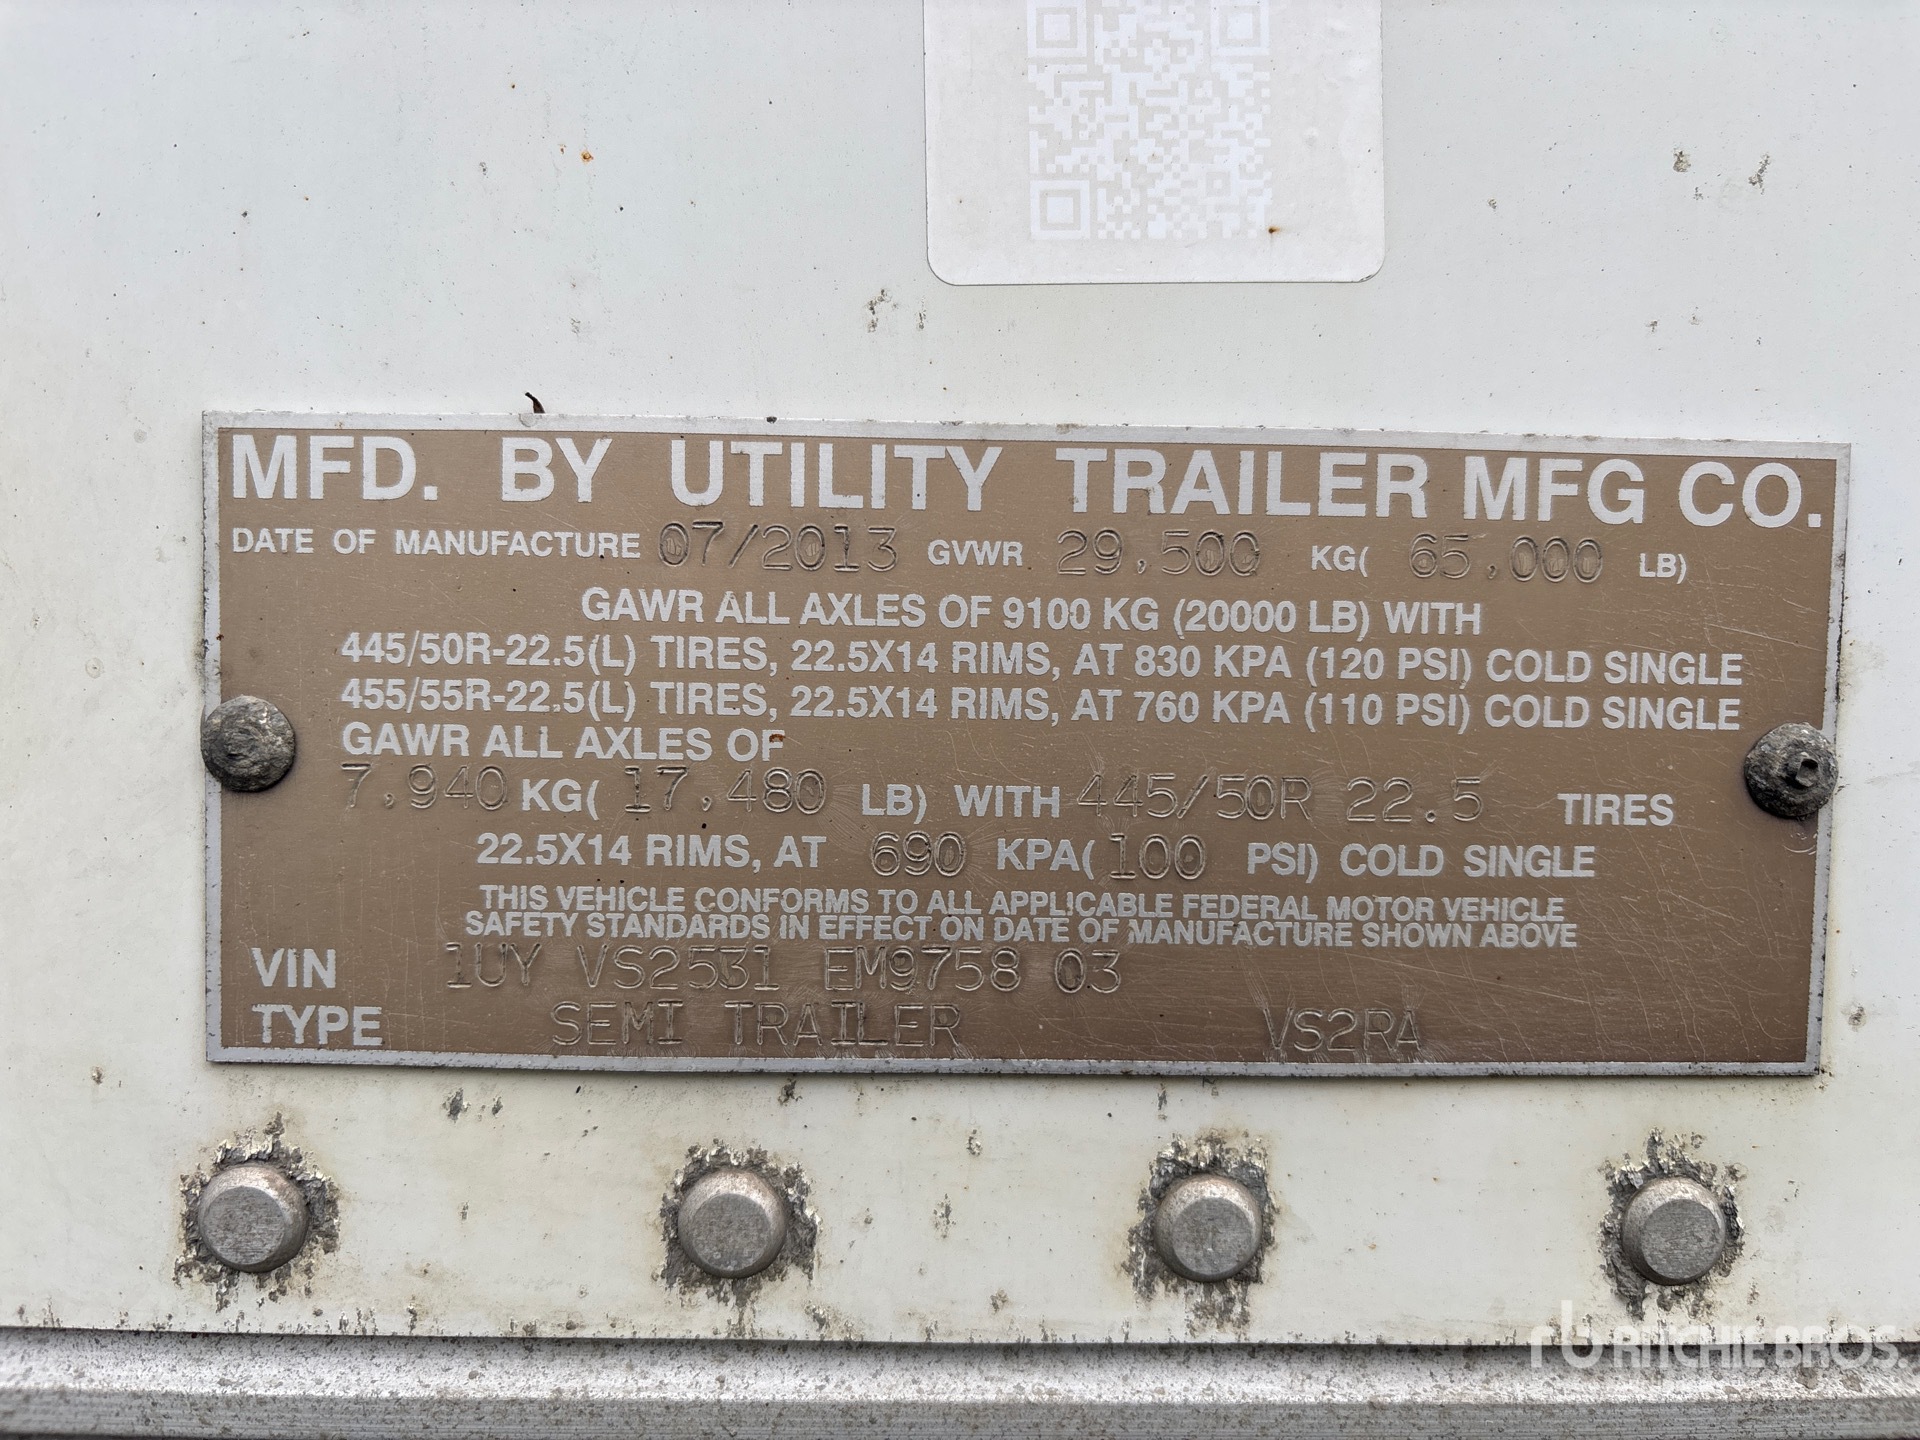 MFD. BY UTILITY TRAILER MFG CO.
DATE OF MANUFACTURE 07/2013 GVWR 29,500 KG( 65,000 LB)
GAWR ALL AXLES OF 9100 KG (20000 LB) WITH
445/50R-22.5(L) TIRES, 22.5X14 RIMS, AT 830 KPA (120 PSI) COLD SINGLE
455/55R-22.5(L) TIRES, 22.5X14 RIMS, AT 760 KPA (110 PSI) COLD SINGLE
GAWR ALL AXLES OF
7,940 KG( 17,480 LB) WITH 445/50R 22.5 TIRES
22.5X14 RIMS, AT 690 KPA( 100 PSI) COLD SINGLE
THIS VEHICLE CONFORMS TO ALL APPLICABLE FEDERAL MOTOR VEHICLE
SAFETY STANDARDS IN EFFECT ON DATE OF MANUFACTURE SHOWN ABOVE
VIN 1UY VS2531 EM9758 03
TYPE SEMI TRAILER VS2RA
rb RITCHIE BROS.